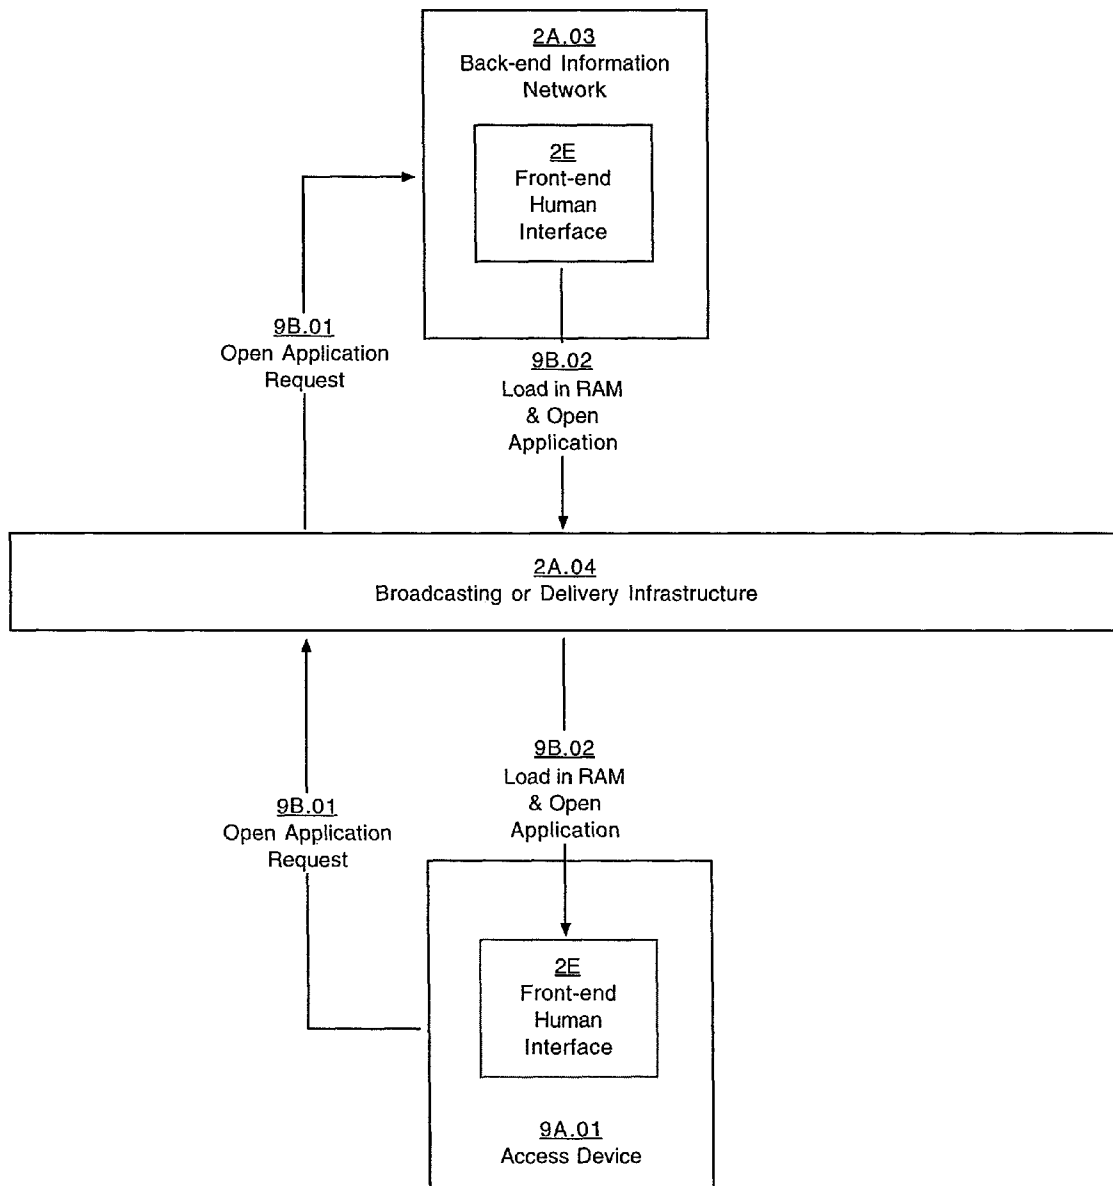 2A.03
Back-end Information
Network
2E
Front-end
Human
Interface
9B.01
Open Application
Request
9B.02
Load in RAM
& Open
Application
2A.04
Broadcasting or Delivery Infrastructure
9B.01
Open Application
Request
9B.02
Load in RAM
& Open
Application
2E
Front-end
Human
Interface
9A.01
Access Device